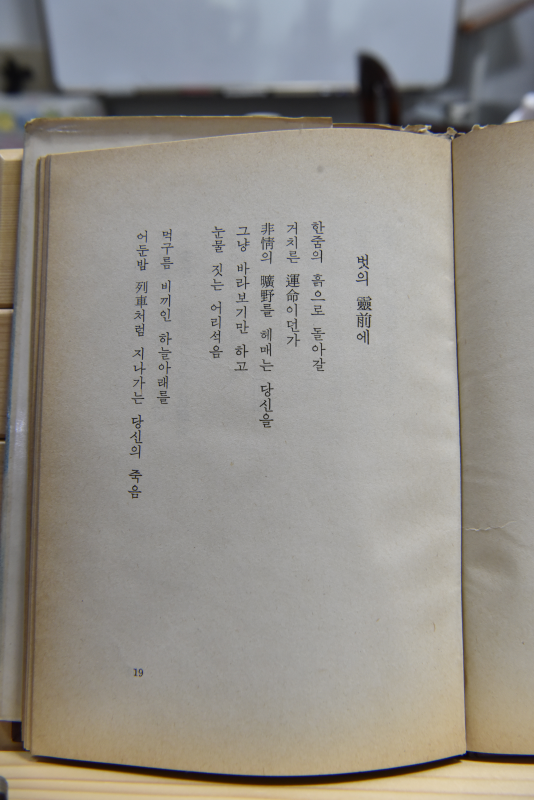 벗의 靈前에
한줌의 흙으로 돌아갈
거치른 運命이던가
非情의 曠野를 헤매는 당신을
그냥 바라보기만 하고
눈물 짓는 어리석음
먹구름 비끼인 하늘아래를
어둔밤 列車처럼 지나가는 당신의 죽음
19